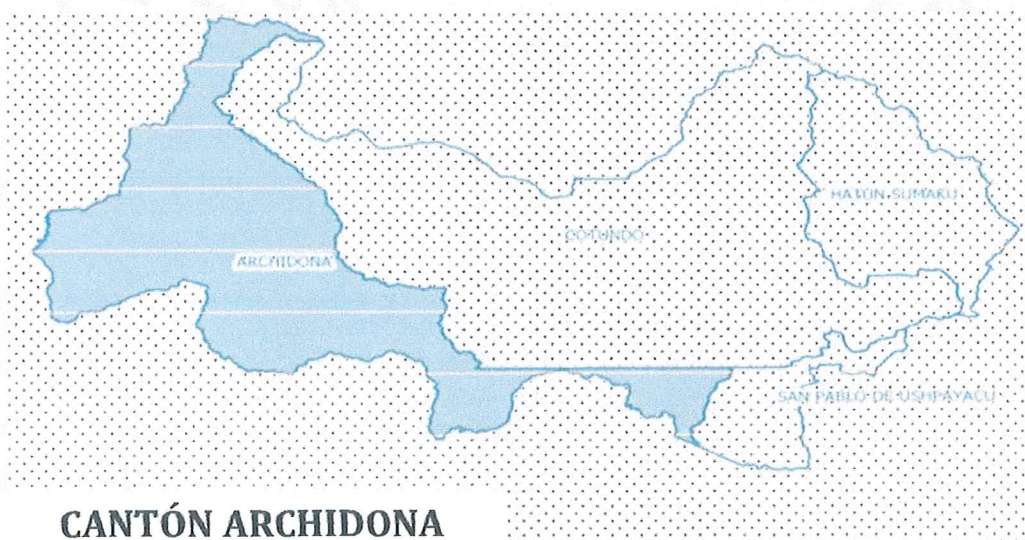 HATUN SUMAKU
COTUNDO
ARCHIDONA
SAN PABLO DE USHPAYACU
CANTÓN ARCHIDONA